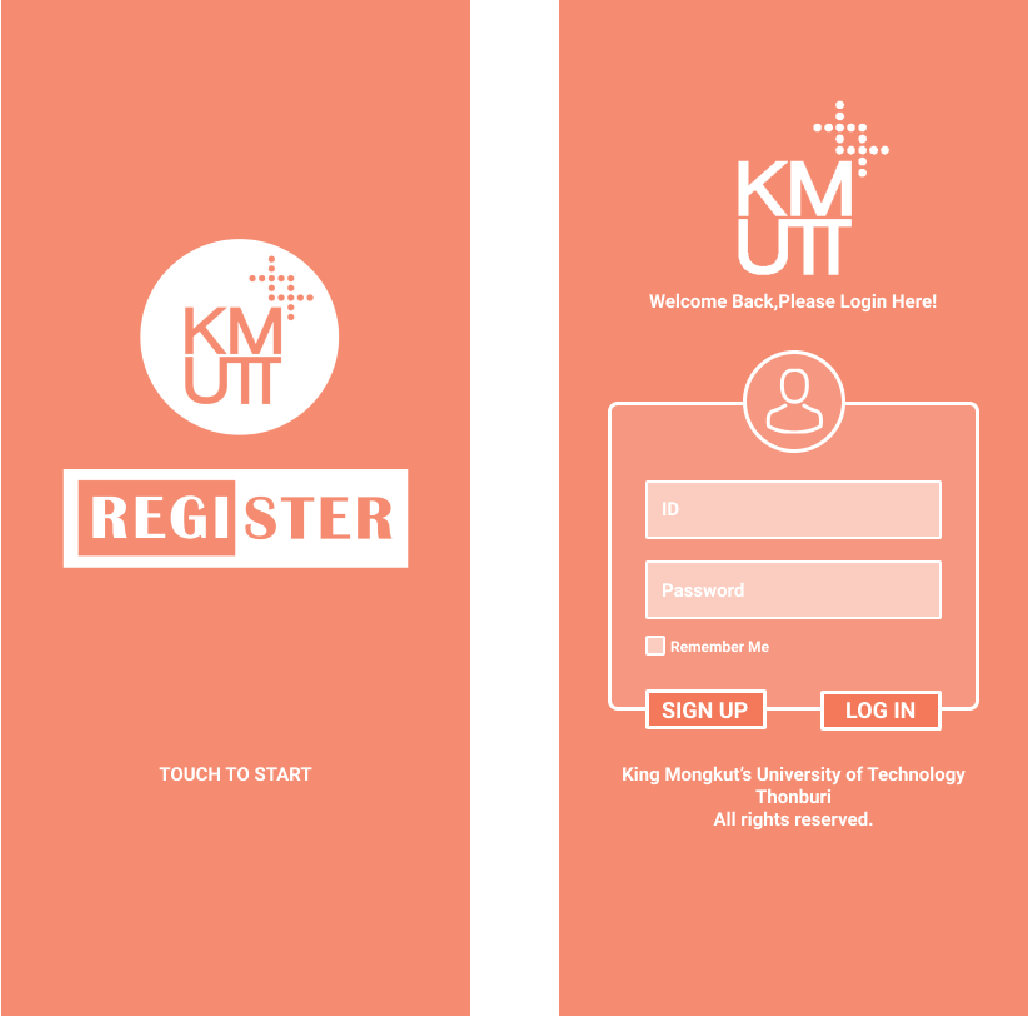 KM
UTT
REGISTER
TOUCH TO START
KM
UTT
Welcome Back,Please Login Here!
ID
Password
Remember Me
SIGN UP
LOG IN
King Mongkut's University of Technology
Thonburi
All rights reserved.